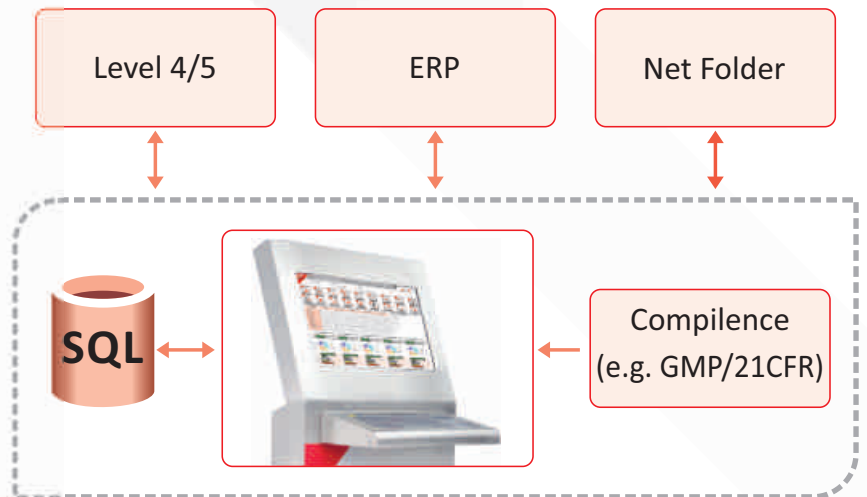 Level 4/5
ERP
Net Folder
SQL
Compilence
(e.g. GMP/21CFR)